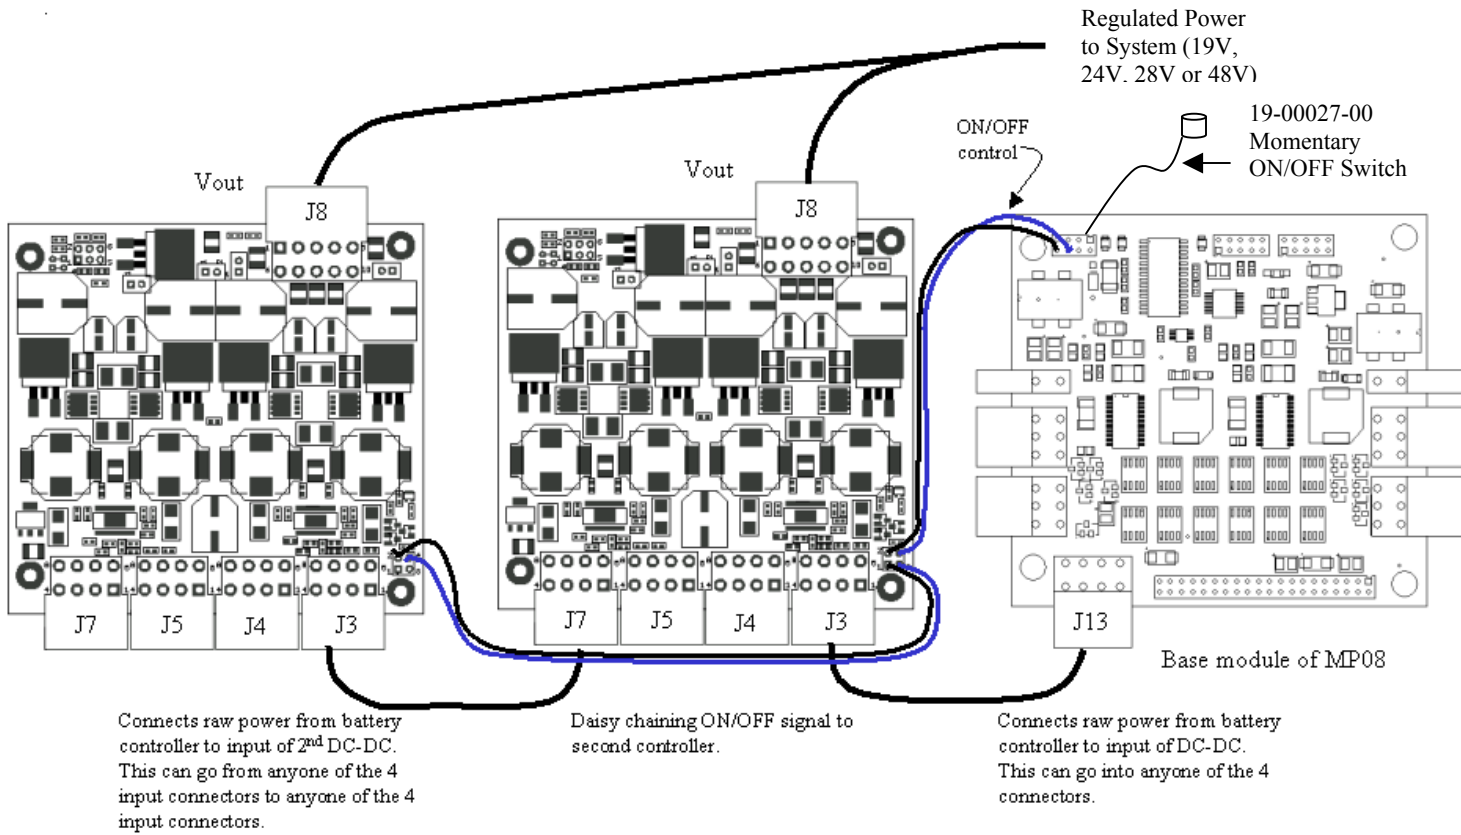 Regulated Power
to System (19V,
24V, 28V or 48V)
19-00027-00
Momentary
ON/OFF Switch
ON/OFF
control
Vout
J8
Vout
J8
J7
J5
J4
J3
J7
J5
J4
J3
J13
Base module of MP08
Connects raw power from battery
controller to input of 2nd DC-DC.
This can go from anyone of the 4
input connectors to anyone of the 4
input connectors.
Daisy chaining ON/OFF signal to
second controller.
Connects raw power from battery
controller to input of DC-DC.
This can go into anyone of the 4
connectors.